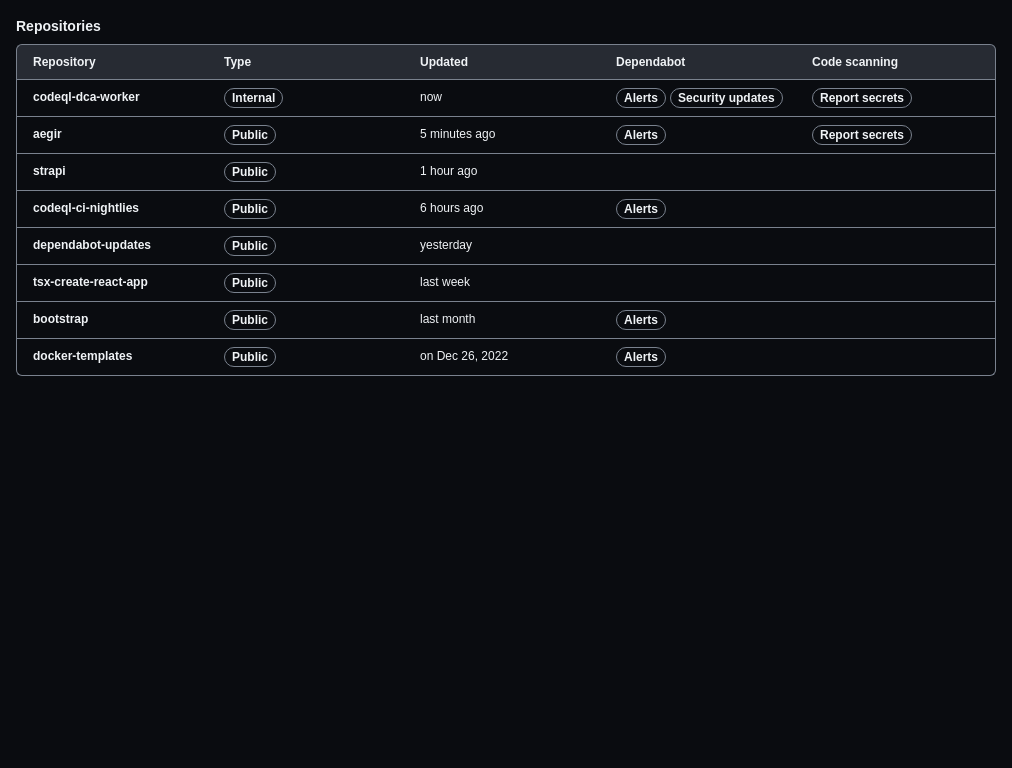 Repositories
Repository Type Updated Dependabot Code scanning
codeql-dca-worker Internal now Alerts Security updates Report secrets
aegir Public 5 minutes ago Alerts Report secrets
strapi Public 1 hour ago
codeql-ci-nightlies Public 6 hours ago Alerts
dependabot-updates Public yesterday
tsx-create-react-app Public last week
bootstrap Public last month Alerts
docker-templates Public on Dec 26, 2022 Alerts